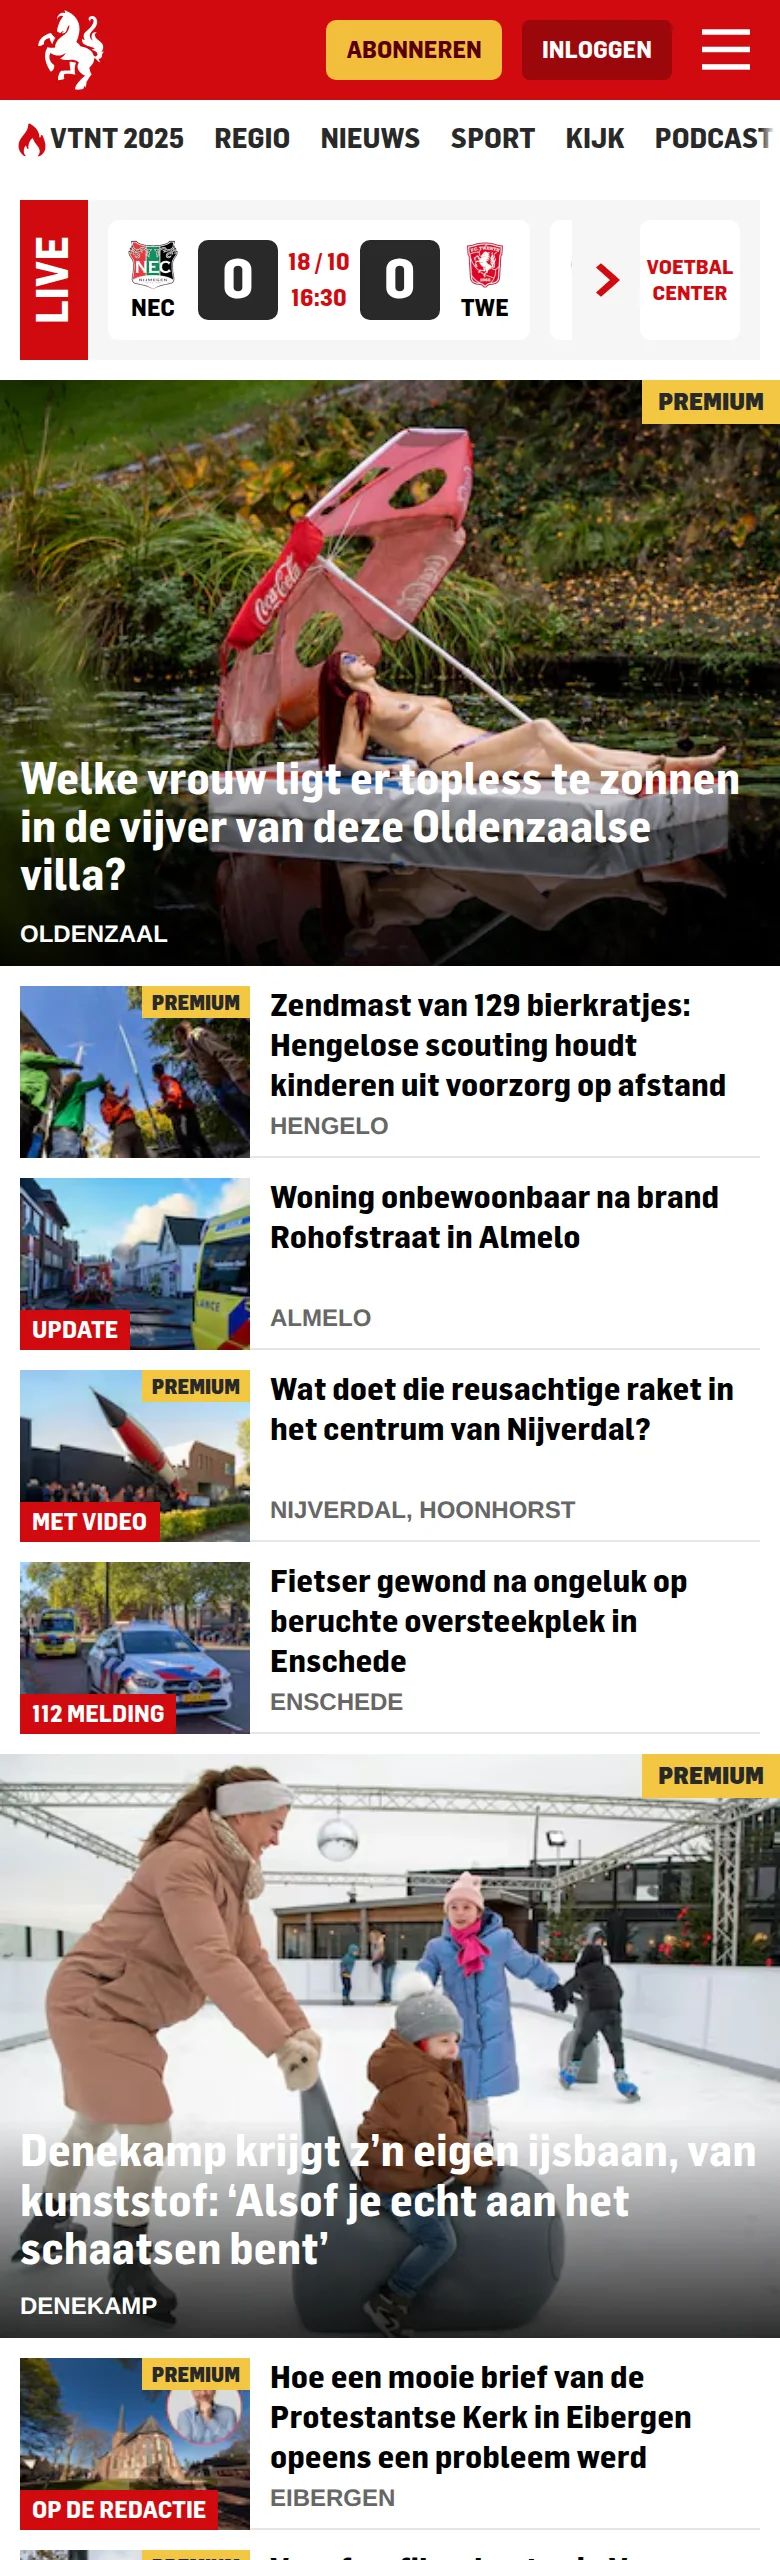 ABONNEREN
INLOGGEN
VTNT 2025 REGIO NIEUWS SPORT KIJK PODCAST
LIVE
NEC
NEC
0
18 / 10
16:30
0
TWE
VOETBAL
CENTER
PREMIUM
Coca-Cola
Welke vrouw ligt er topless te zonnen
in de vijver van deze Oldenzaalse
villa?
OLDENZAAL
PREMIUM
Zendmast van 129 bierkratjes:
Hengelose scouting houdt
kinderen uit voorzorg op afstand
HENGELO
UPDATE
Woning onbewoonbaar na brand
Rohofstraat in Almelo
ALMELO
PREMIUM
MET VIDEO
Wat doet die reusachtige raket in
het centrum van Nijverdal?
NIJVERDAL, HOONHORST
112 MELDING
Fietser gewond na ongeluk op
beruchte oversteekplek in
Enschede
ENSCHEDE
PREMIUM
Denekamp krijgt z’n eigen ijsbaan, van
kunststof: ‘Alsof je echt aan het
schaatsen bent’
DENEKAMP
PREMIUM
OP DE REDACTIE
Hoe een mooie brief van de
Protestantse Kerk in Eibergen
opeens een probleem werd
EIBERGEN